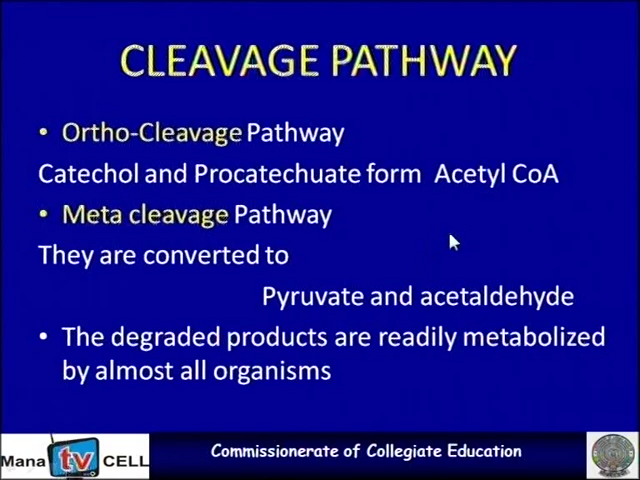 CLEAVAGE PATHWAY
• Ortho-Cleavage Pathway
Catechol and Procatechuate form Acetyl CoA
• Meta cleavage Pathway
They are converted to
Pyruvate and acetaldehyde
• The degraded products are readily metabolized
by almost all organisms
Mana tv CELL
Commissionerate of Collegiate Education